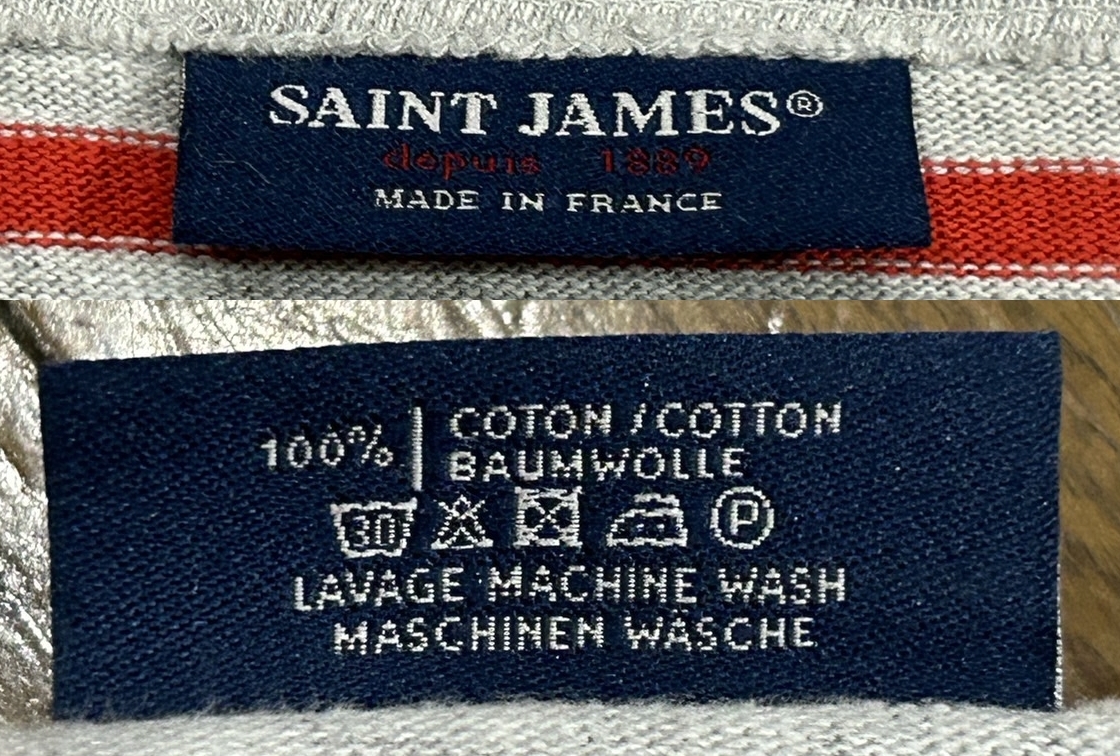 SAINT JAMES®
depuis 1889
MADE IN FRANCE
100% COTON / COTTON
BAUMWOLLE
30 P
LAVAGE MACHINE WASH
MASCHINEN WÄSCHE